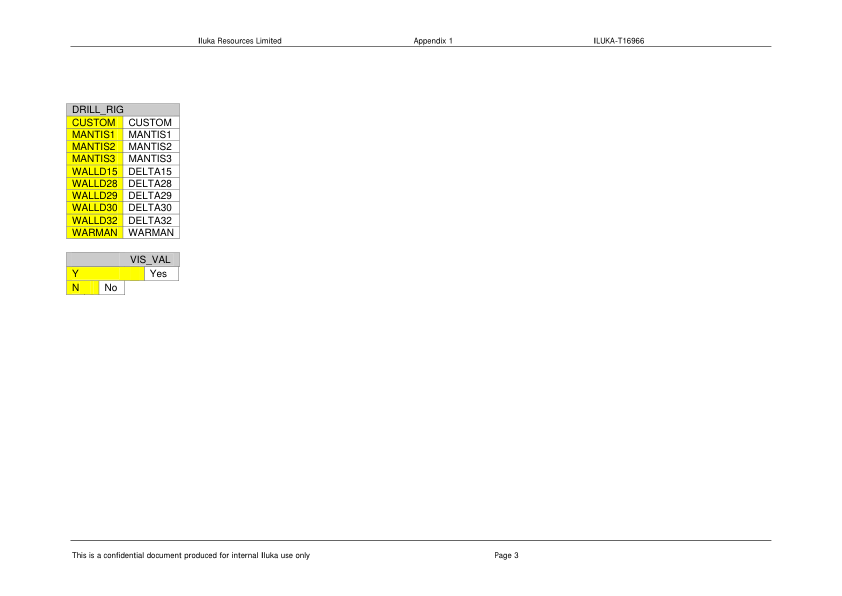 Iluka Resources Limited Appendix 1 ILUKA-T16966
DRILL_RIG
CUSTOM CUSTOM
MANTIS1 MANTIS1
MANTIS2 MANTIS2
MANTIS3 MANTIS3
WALLD15 DELTA15
WALLD28 DELTA28
WALLD29 DELTA29
WALLD30 DELTA30
WALLD32 DELTA32
WARMAN WARMAN
VIS_VAL
Y Yes
N No
This is a confidential document produced for internal Iluka use only Page 3